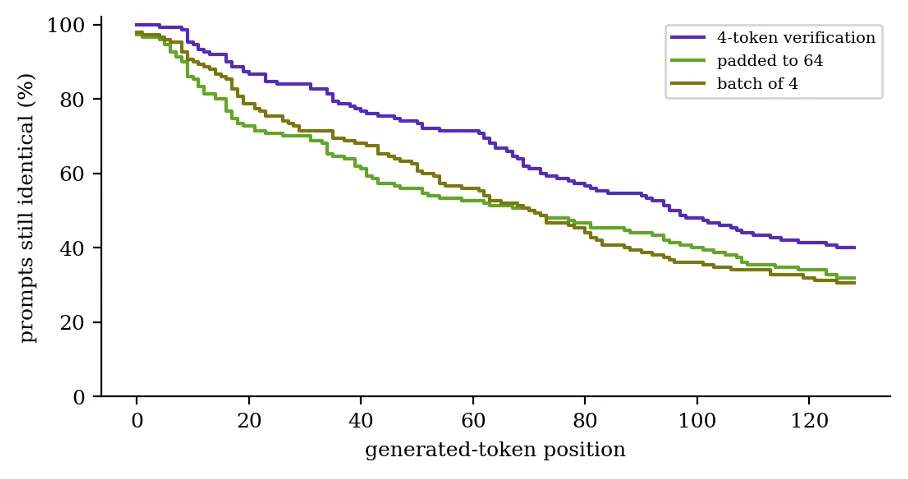 prompts still identical (%)
100
80
60
40
20
0
4-token verification
padded to 64
batch of 4
0 20 40 60 80 100 120
generated-token position